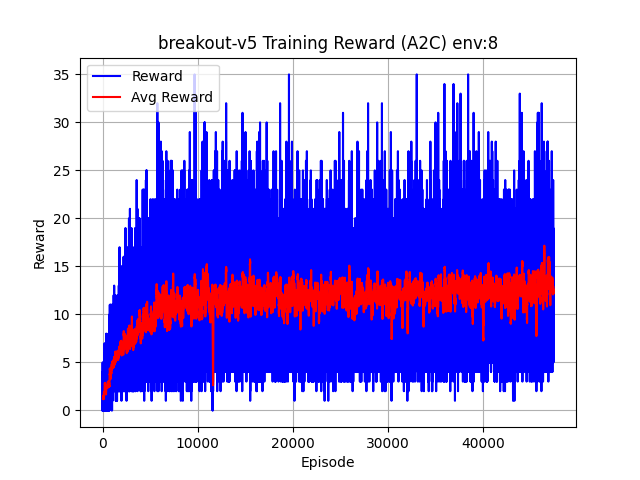 breakout-v5 Training Reward (A2C) env:8
Reward
Avg Reward
Reward
35
30
25
20
15
10
5
0
0 10000 20000 30000 40000
Episode